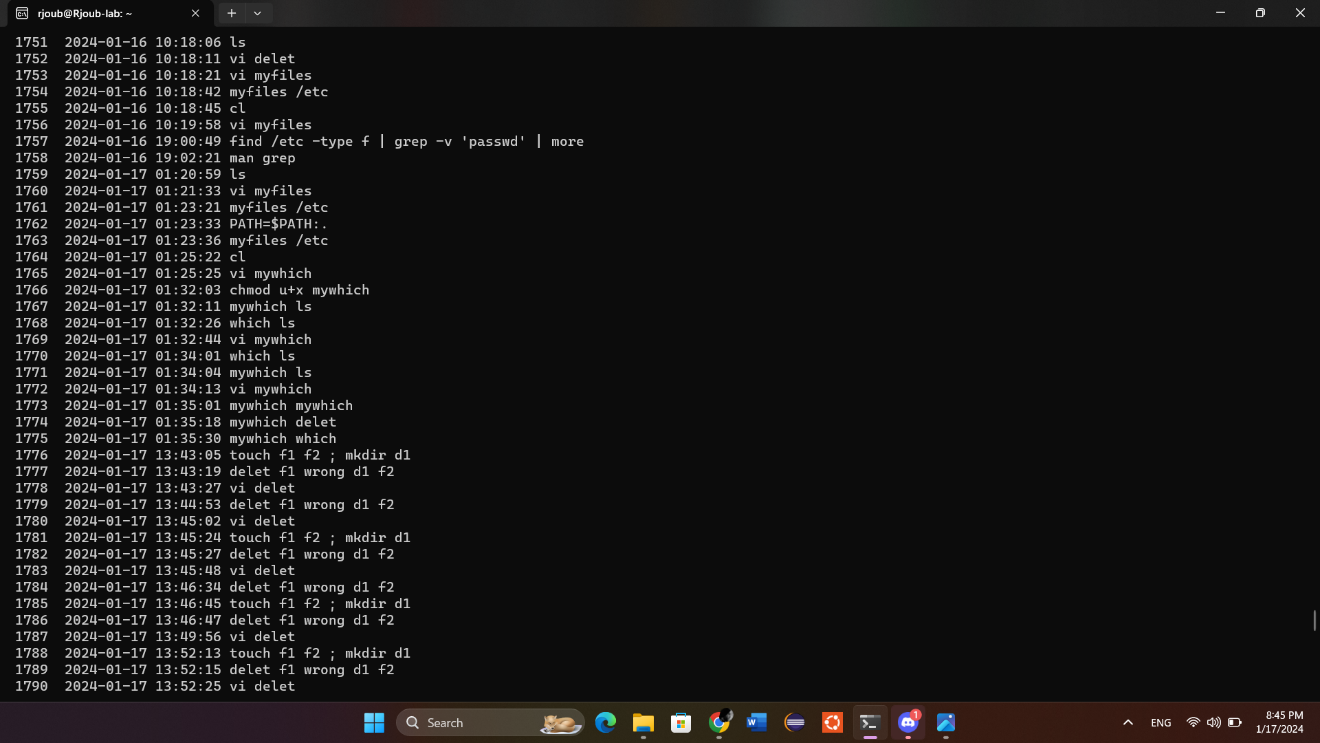 rjoub@Rjoub-lab: ~
1751 2024-01-16 10:18:06 ls
1752 2024-01-16 10:18:11 vi delet
1753 2024-01-16 10:18:21 vi myfiles
1754 2024-01-16 10:18:42 myfiles /etc
1755 2024-01-16 10:18:45 cl
1756 2024-01-16 10:19:58 vi myfiles
1757 2024-01-16 19:00:49 find /etc -type f | grep -v 'passwd' | more
1758 2024-01-16 19:02:21 man grep
1759 2024-01-17 01:20:59 ls
1760 2024-01-17 01:21:33 vi myfiles
1761 2024-01-17 01:23:21 myfiles /etc
1762 2024-01-17 01:23:33 PATH=$PATH:.
1763 2024-01-17 01:23:36 myfiles /etc
1764 2024-01-17 01:25:22 cl
1765 2024-01-17 01:25:25 vi mywhich
1766 2024-01-17 01:32:03 chmod u+x mywhich
1767 2024-01-17 01:32:11 mywhich ls
1768 2024-01-17 01:32:26 which ls
1769 2024-01-17 01:32:44 vi mywhich
1770 2024-01-17 01:34:01 which ls
1771 2024-01-17 01:34:04 mywhich ls
1772 2024-01-17 01:34:13 vi mywhich
1773 2024-01-17 01:35:01 mywhich mywhich
1774 2024-01-17 01:35:18 mywhich delet
1775 2024-01-17 01:35:30 mywhich which
1776 2024-01-17 13:43:05 touch f1 f2 ; mkdir d1
1777 2024-01-17 13:43:19 delet f1 wrong d1 f2
1778 2024-01-17 13:43:27 vi delet
1779 2024-01-17 13:44:53 delet f1 wrong d1 f2
1780 2024-01-17 13:45:02 vi delet
1781 2024-01-17 13:45:24 touch f1 f2 ; mkdir d1
1782 2024-01-17 13:45:27 delet f1 wrong d1 f2
1783 2024-01-17 13:45:48 vi delet
1784 2024-01-17 13:46:34 delet f1 wrong d1 f2
1785 2024-01-17 13:46:45 touch f1 f2 ; mkdir d1
1786 2024-01-17 13:46:47 delet f1 wrong d1 f2
1787 2024-01-17 13:49:56 vi delet
1788 2024-01-17 13:52:13 touch f1 f2 ; mkdir d1
1789 2024-01-17 13:52:15 delet f1 wrong d1 f2
1790 2024-01-17 13:52:25 vi delet
Search
1
ENG
8:45 PM
1/17/2024